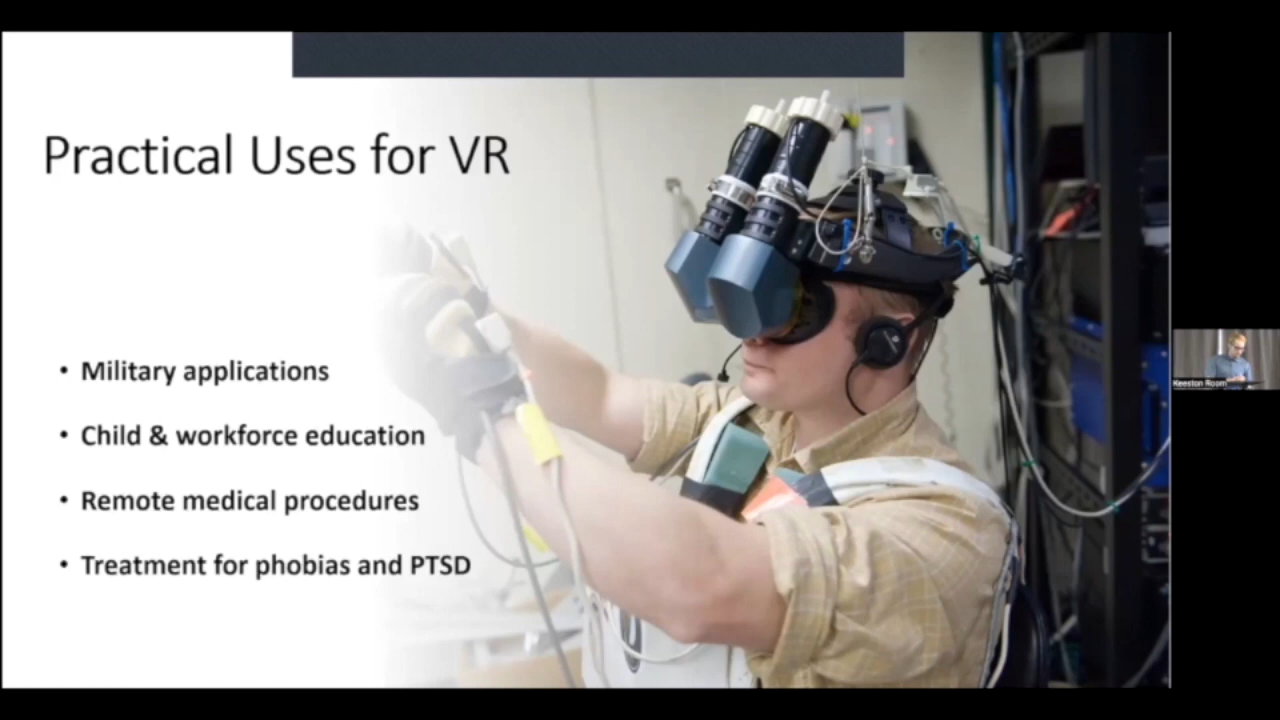 Practical Uses for VR
• Military applications
• Child & workforce education
• Remote medical procedures
• Treatment for phobias and PTSD
Keeston Room